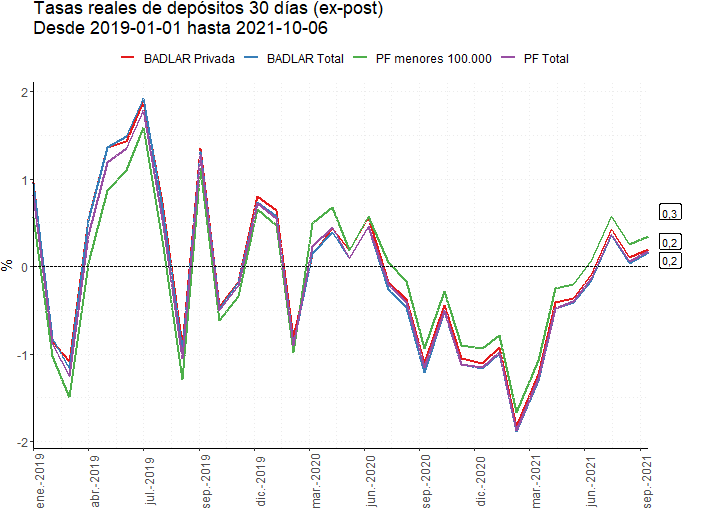 Tasas reales de depósitos 30 días (ex-post)
Desde 2019-01-01 hasta 2021-10-06
BADLAR Privada BADLAR Total PF menores 100.000 PF Total
%
2
1
0
-1
-2
0,3
0,2
0,2
ene.-2019
abr.-2019
jul.-2019
sep.-2019
dic.-2019
mar.-2020
jun.-2020
sep.-2020
dic.-2020
mar.-2021
jun.-2021
sep.-2021